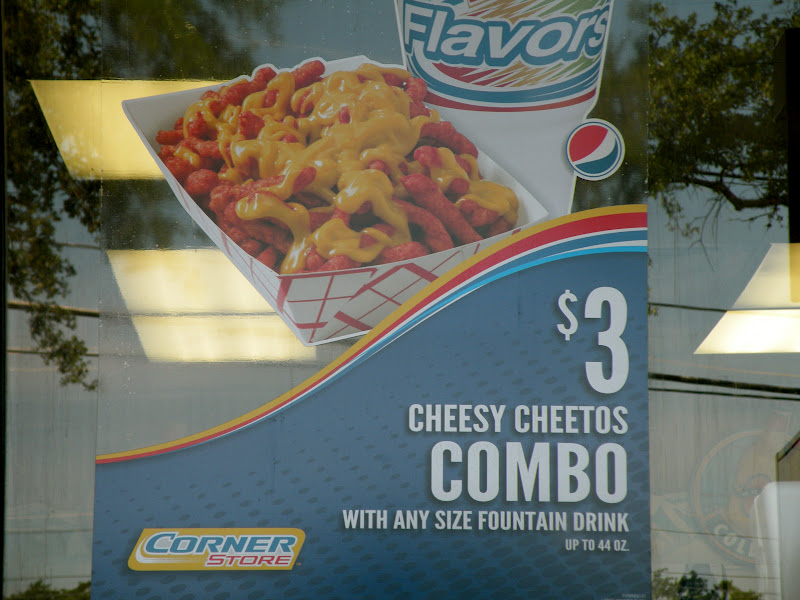 Flavors
$3
CHEESY CHEETOS
COMBO
WITH ANY SIZE FOUNTAIN DRINK
UP TO 44 OZ.
CORNER
STORE